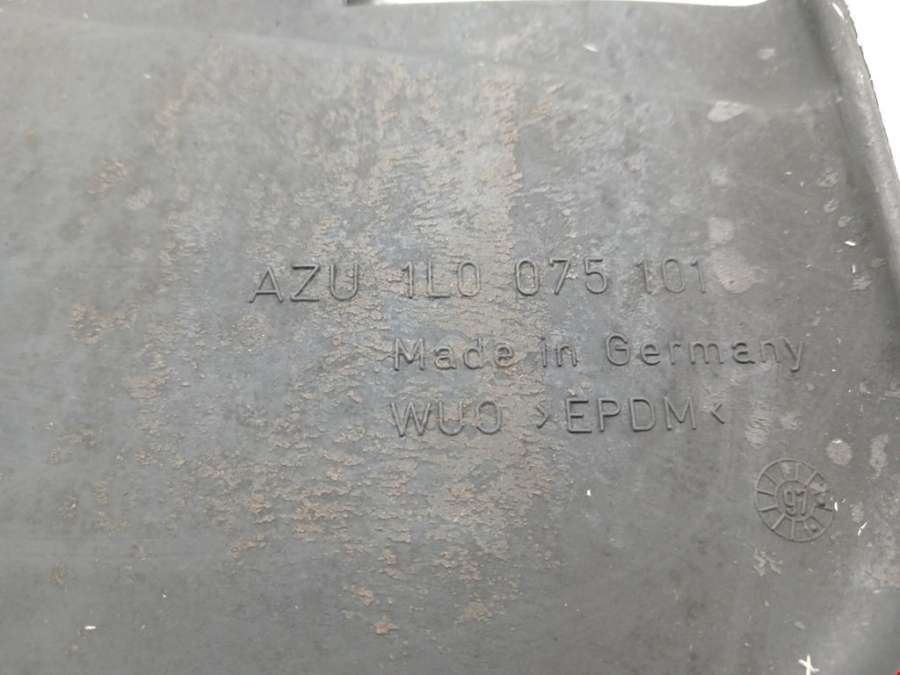 AZU 1L0 075 101
Made in Germany
WUO >EPDM<
97